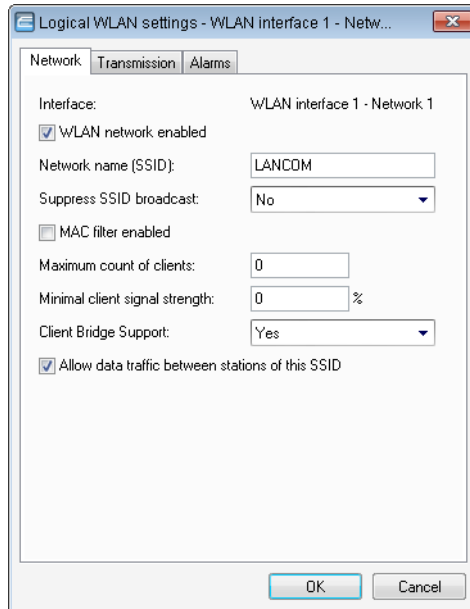 Logical WLAN settings - WLAN interface 1 - Netw...
Network Transmission Alarms
Interface: WLAN interface 1 - Network 1
WLAN network enabled
Network name (SSID): LANCOM
Suppress SSID broadcast: No
MAC filter enabled
Maximum count of clients: 0
Minimal client signal strength: 0 %
Client Bridge Support: Yes
Allow data traffic between stations of this SSID
OK Cancel